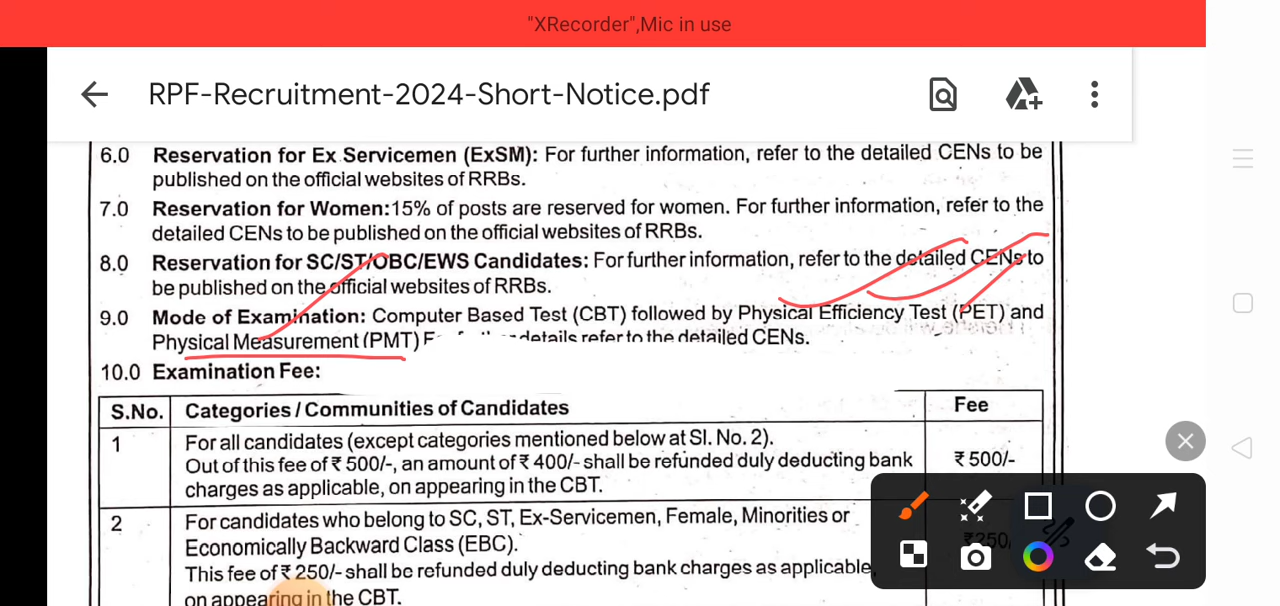 "XRecorder",Mic in use
RPF-Recruitment-2024-Short-Notice.pdf
6.0 Reservation for Ex Servicemen (ExSM): For further information, refer to the detailed CENs to be
published on the official websites of RRBs.
7.0 Reservation for Women:15% of posts are reserved for women. For further information, refer to the
detailed CENs to be published on the official websites of RRBs.
8.0 Reservation for SC/ST/OBC/EWS Candidates: For further information, refer to the detailed CENs to
be published on the official websites of RRBs.
9.0 Mode of Examination: Computer Based Test (CBT) followed by Physical Efficiency Test (PET) and
Physical Measurement (PMT) details refer to the detailed CENs.
10.0 Examination Fee:
S.No. Categories / Communities of Candidates Fee
1 For all candidates (except categories mentioned below at Sl. No. 2).
Out of this fee of ₹ 500/-, an amount of ₹ 400/- shall be refunded duly deducting bank ₹ 500/-
charges as applicable, on appearing in the CBT.
2 For candidates who belong to SC, ST, Ex-Servicemen, Female, Minorities or
Economically Backward Class (EBC). ₹250/
This fee of ₹ 250/- shall be refunded duly deducting bank charges as applicable,
on appearing in the CBT.